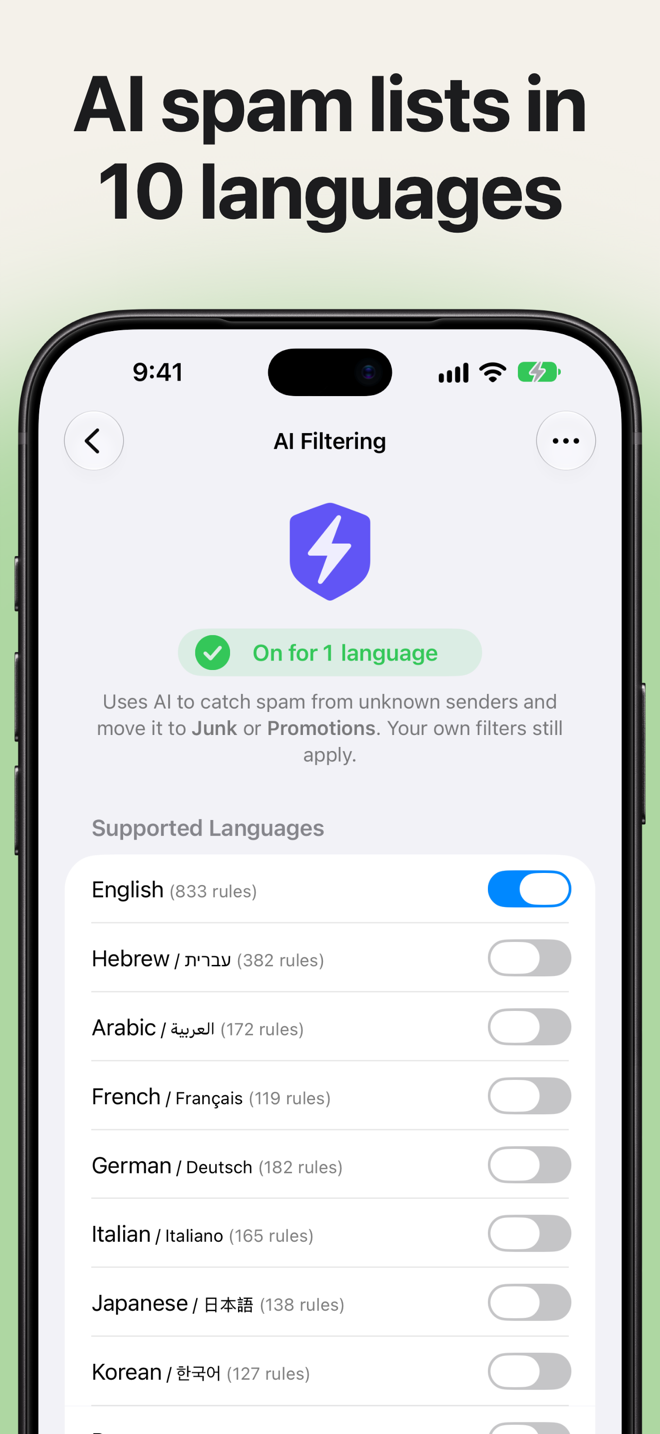 AI spam lists in
10 languages
9:41
AI Filtering
On for 1 language
Uses AI to catch spam from unknown senders and
move it to Junk or Promotions. Your own filters still
apply.
Supported Languages
English (833 rules)
Hebrew / עברית (382 rules)
Arabic / العربية (172 rules)
French / Français (119 rules)
German / Deutsch (182 rules)
Italian / Italiano (165 rules)
Japanese / 日本語 (138 rules)
Korean / 한국어 (127 rules)